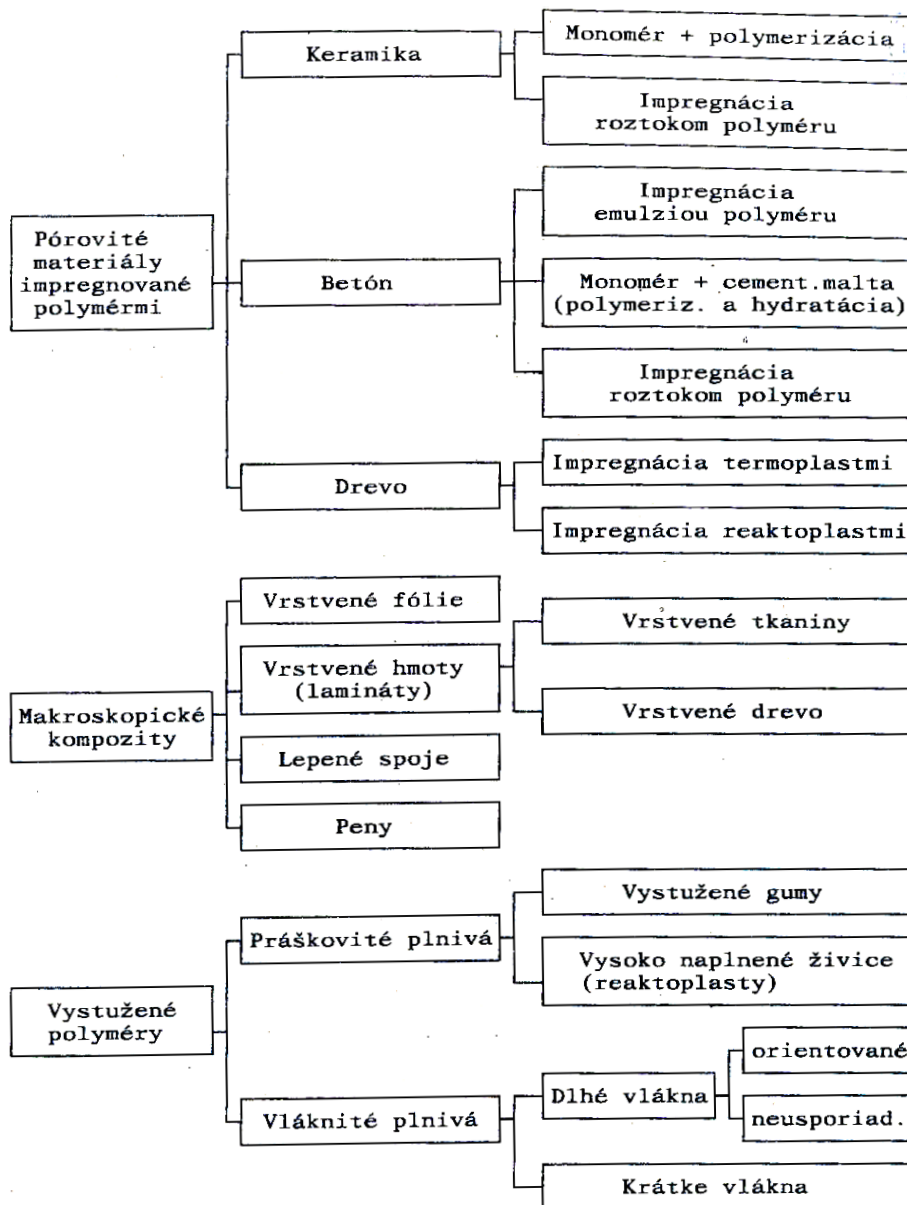 Keramika
Monomér + polymerizácia
Impregnácia
roztokom polyméru
Pórovité
materiály
impregnované
polymérmi
Betón
Impregnácia
emulziou polyméru
Monomér + cement.malta
(polymeriz. a hydratácia)
Impregnácia
roztokom polyméru
Drevo
Impregnácia termoplastmi
Impregnácia reaktoplastmi
Makroskopické
kompozity
Vrstvené fólie
Vrstvené hmoty
(lamináty)
Vrstvené tkaniny
Vrstvené drevo
Lepené spoje
Peny
Vystužené
polyméry
Práškovité plnivá
Vystužené gumy
Vysoko naplnené živice
(reaktoplasty)
Vláknité plnivá
Dlhé vlákna
orientované
neusporiad.
Krátke vlákna